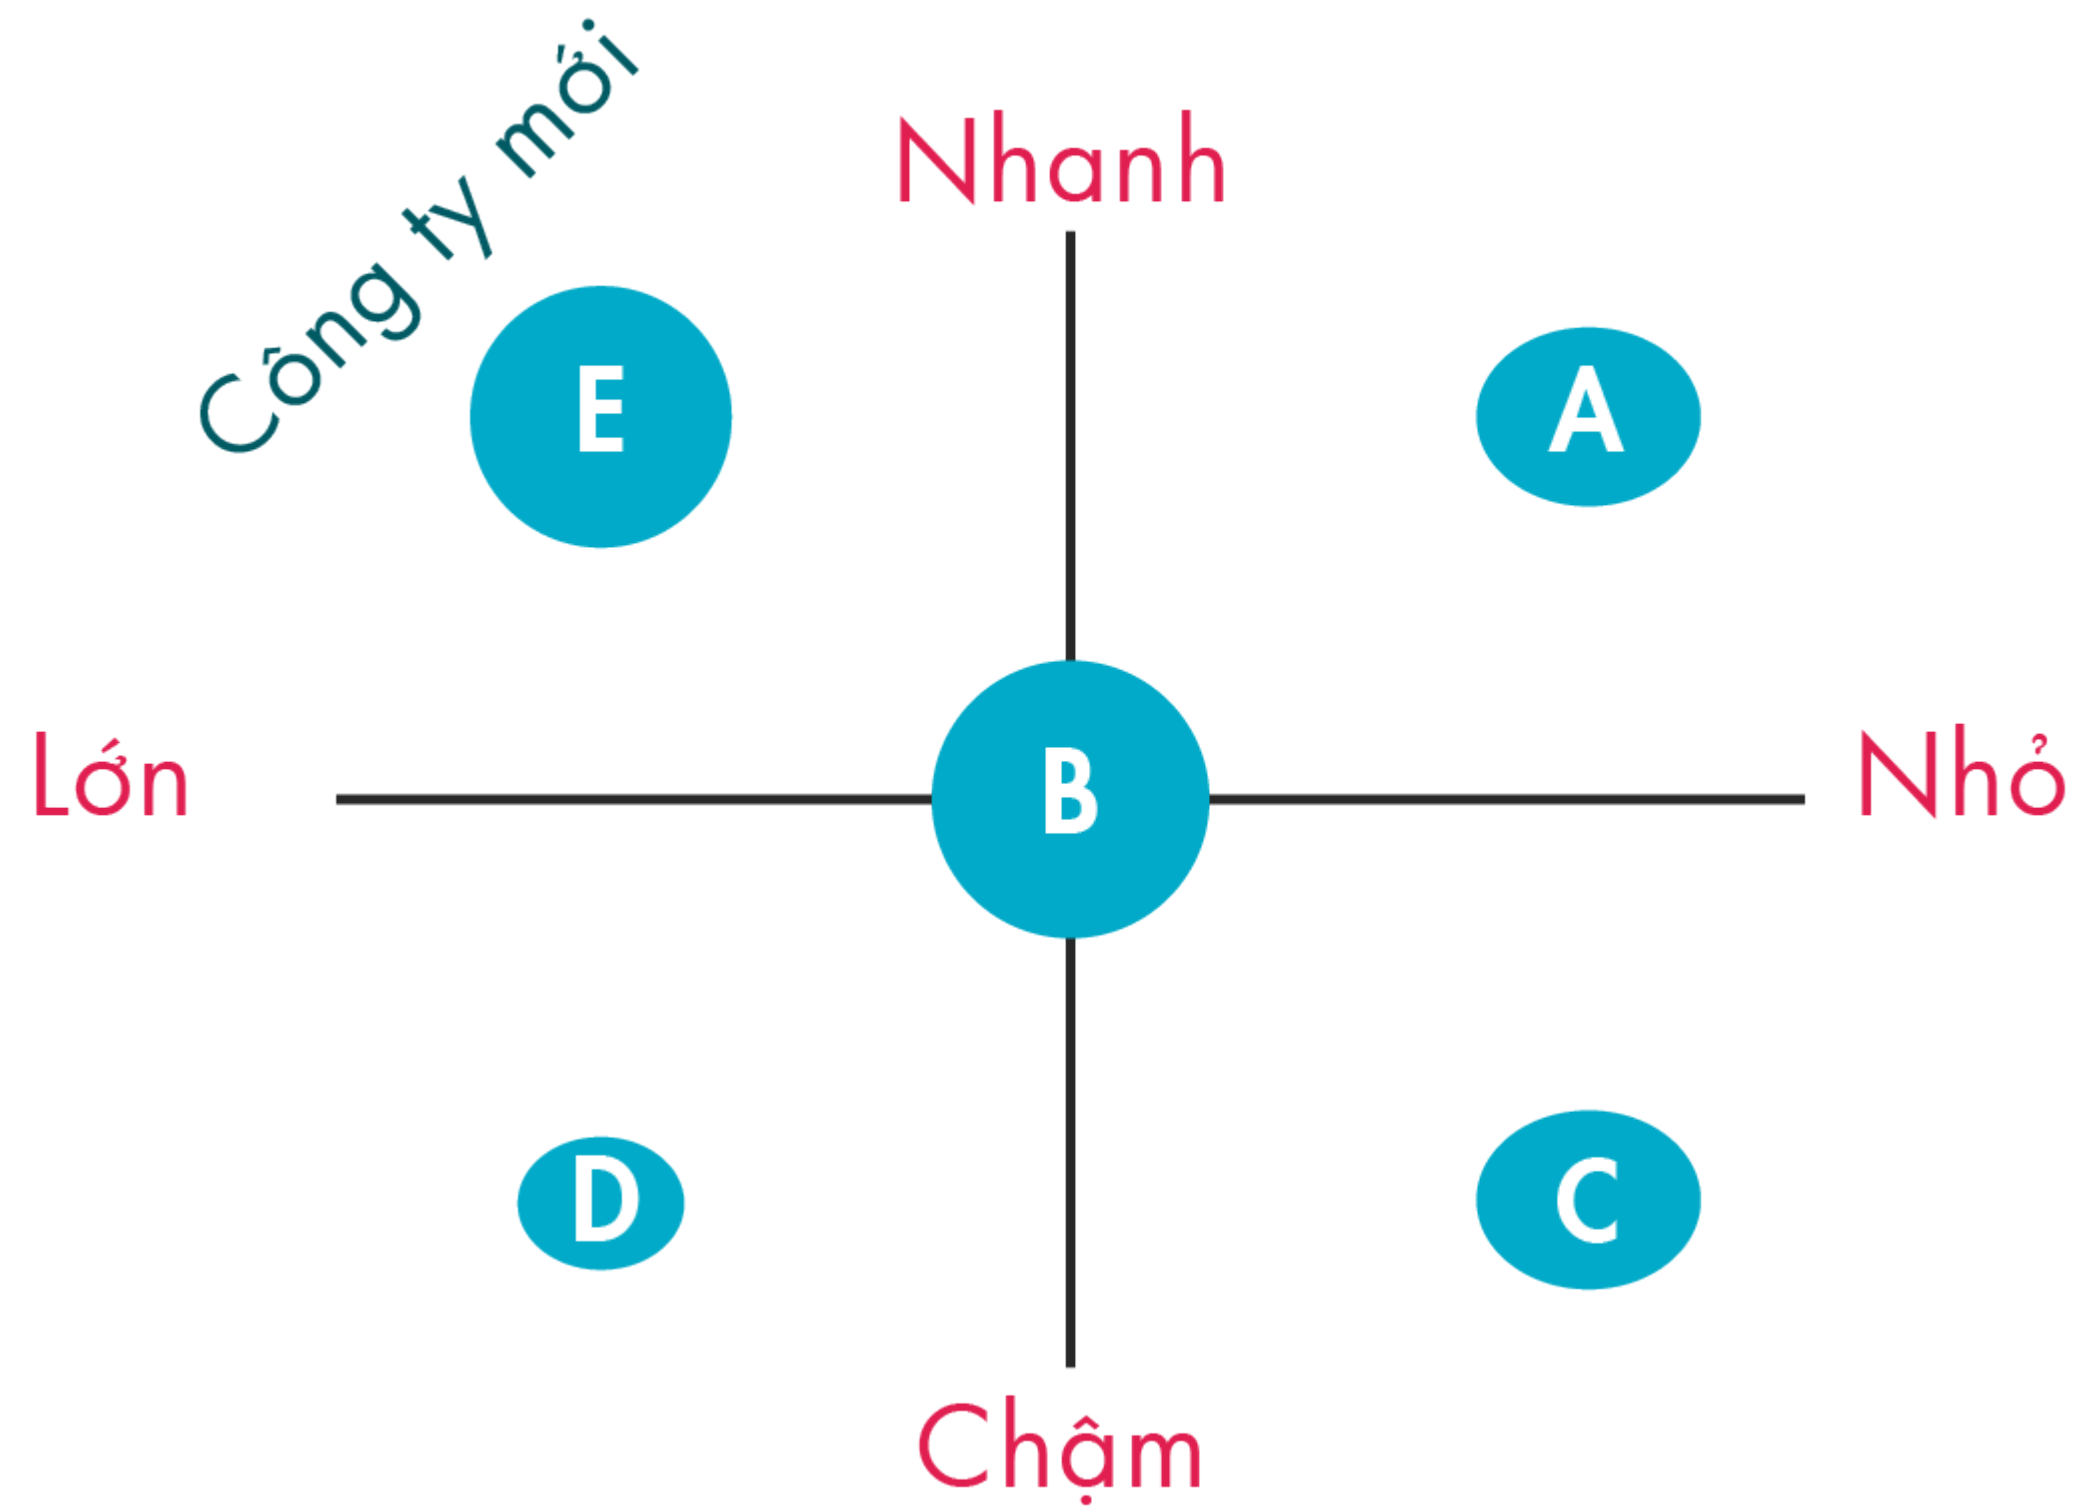 Công ty mới
Nhanh
E
A
Lớn
B
Nhỏ
D
C
Chậm